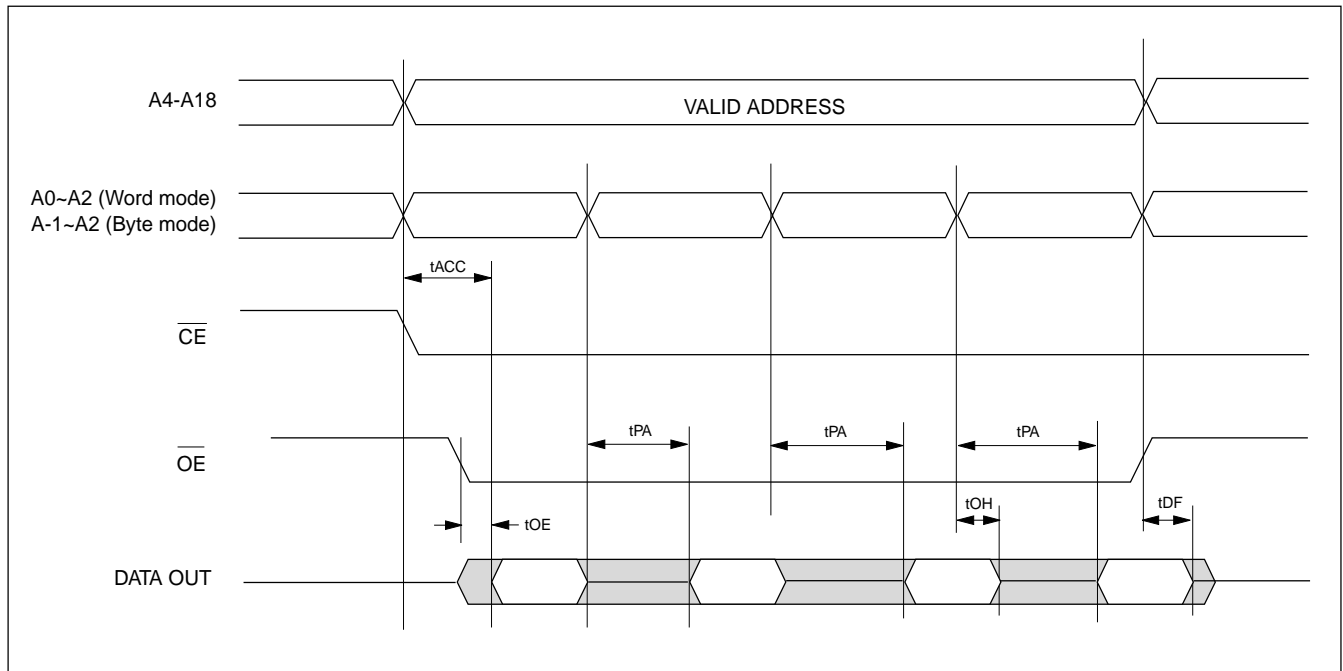 A4-A18
VALID ADDRESS
A0~A2 (Word mode)
A-1~A2 (Byte mode)
tACC
CE
tPA
tPA
tPA
OE
tOH
tDF
tOE
DATA OUT